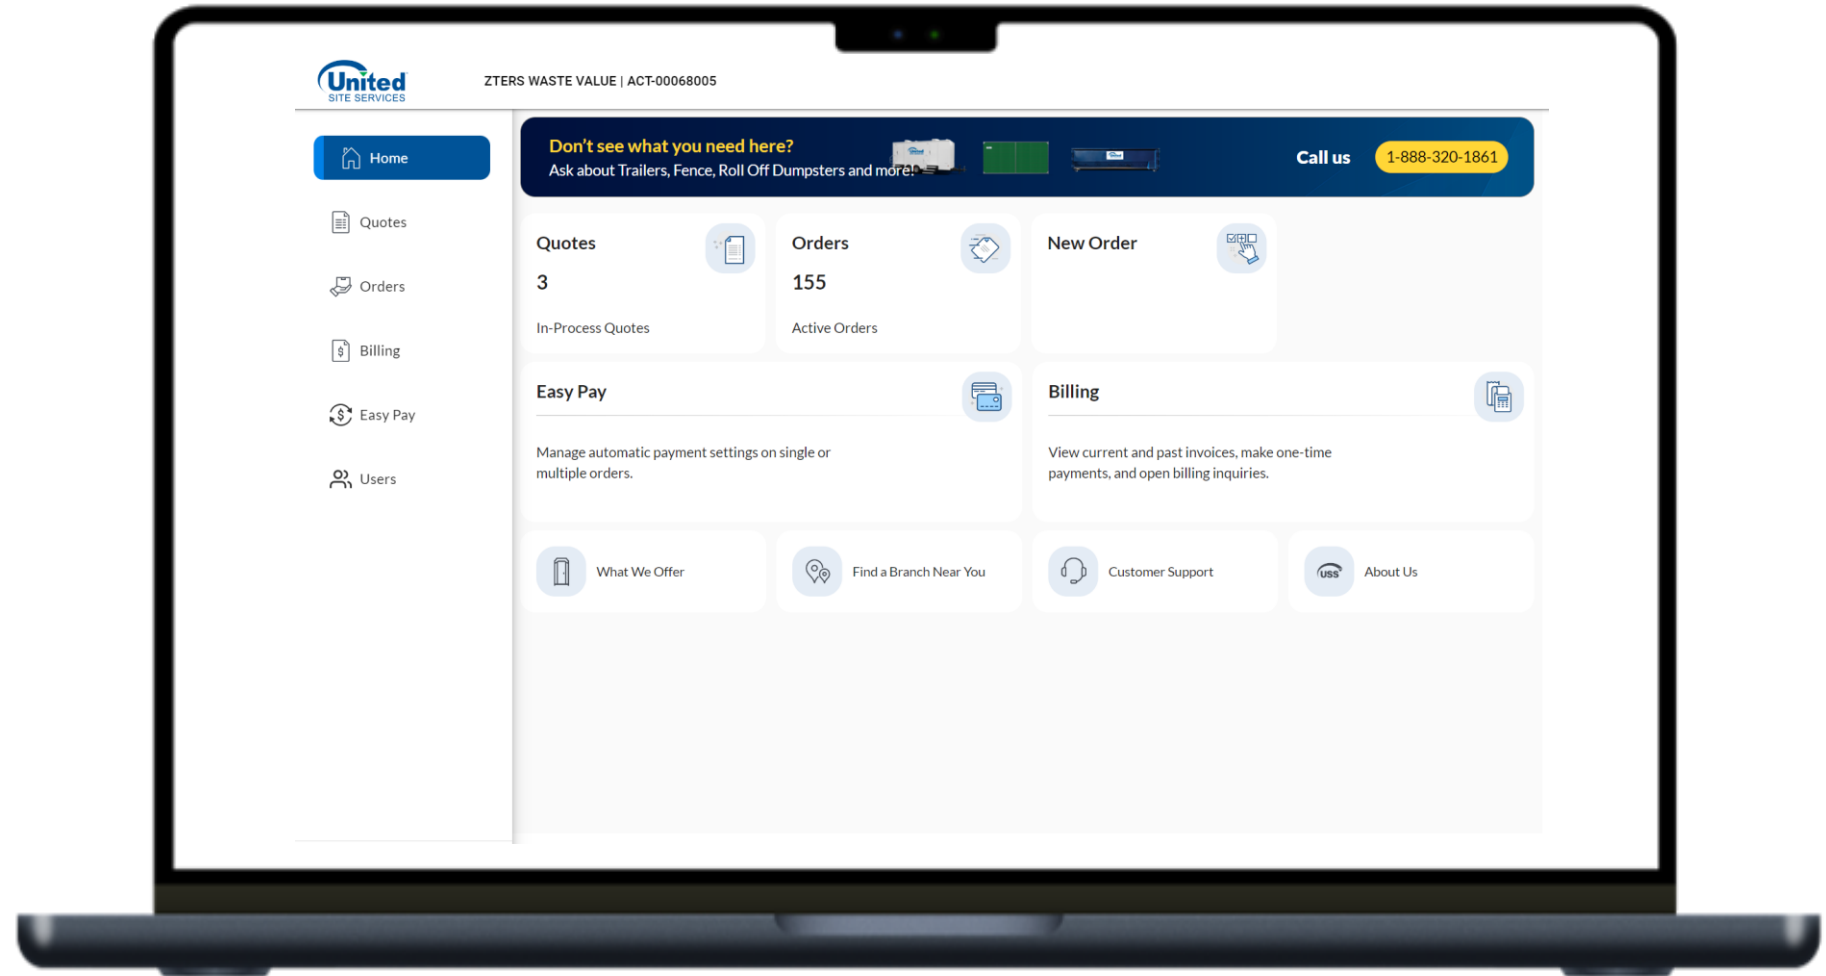 United
SITE SERVICES
ZTERS WASTE VALUE | ACT-00068005
Home
Quotes
Orders
Billing
Easy Pay
Users
Don't see what you need here?
Ask about Trailers, Fence, Roll Off Dumpsters and more!
Call us
1-888-320-1861
Quotes
3
In-Process Quotes
Orders
155
Active Orders
New Order
Easy Pay
Manage automatic payment settings on single or
multiple orders.
Billing
View current and past invoices, make one-time
payments, and open billing inquiries.
What We Offer
Find a Branch Near You
Customer Support
USS
About Us